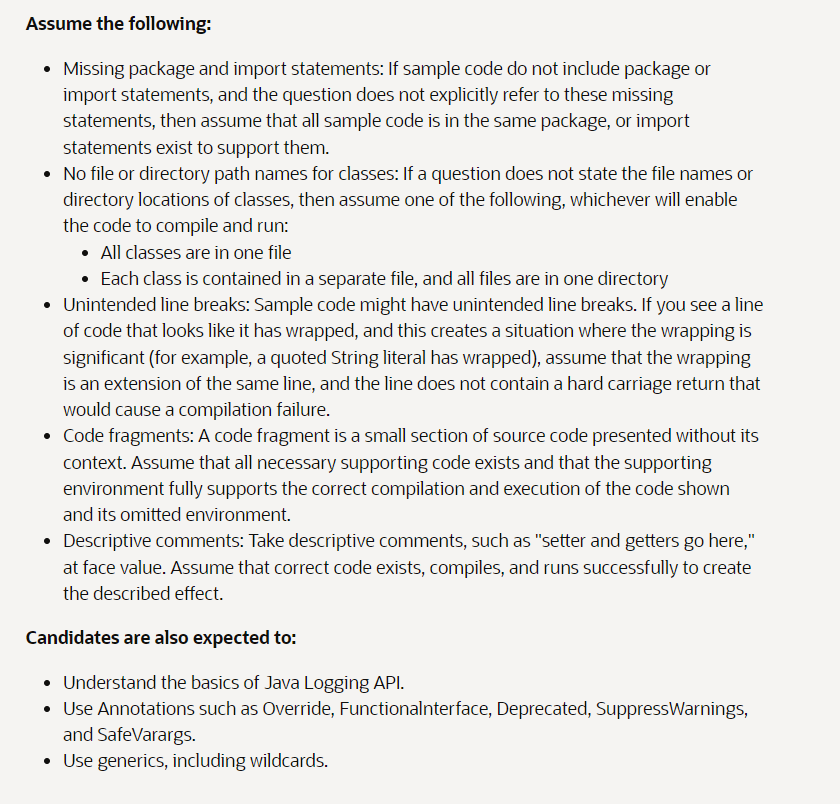 Assume the following:
Missing package and import statements: If sample code do not include package or
import statements, and the question does not explicitly refer to these missing
statements, then assume that all sample code is in the same package, or import
statements exist to support them.
No file or directory path names for classes: If a question does not state the file names or
directory locations of classes, then assume one of the following, whichever will enable
the code to compile and run:
All classes are in one file
Each class is contained in a separate file, and all files are in one directory
Unintended line breaks: Sample code might have unintended line breaks. If you see a line
of code that looks like it has wrapped, and this creates a situation where the wrapping is
significant (for example, a quoted String literal has wrapped), assume that the wrapping
is an extension of the same line, and the line does not contain a hard carriage return that
would cause a compilation failure.
Code fragments: A code fragment is a small section of source code presented without its
context. Assume that all necessary supporting code exists and that the supporting
environment fully supports the correct compilation and execution of the code shown
and its omitted environment.
Descriptive comments: Take descriptive comments, such as "setter and getters go here,"
at face value. Assume that correct code exists, compiles, and runs successfully to create
the described effect.
Candidates are also expected to:
Understand the basics of Java Logging API.
Use Annotations such as Override, FunctionalInterface, Deprecated, SuppressWarnings,
and SafeVarargs.
Use generics, including wildcards.